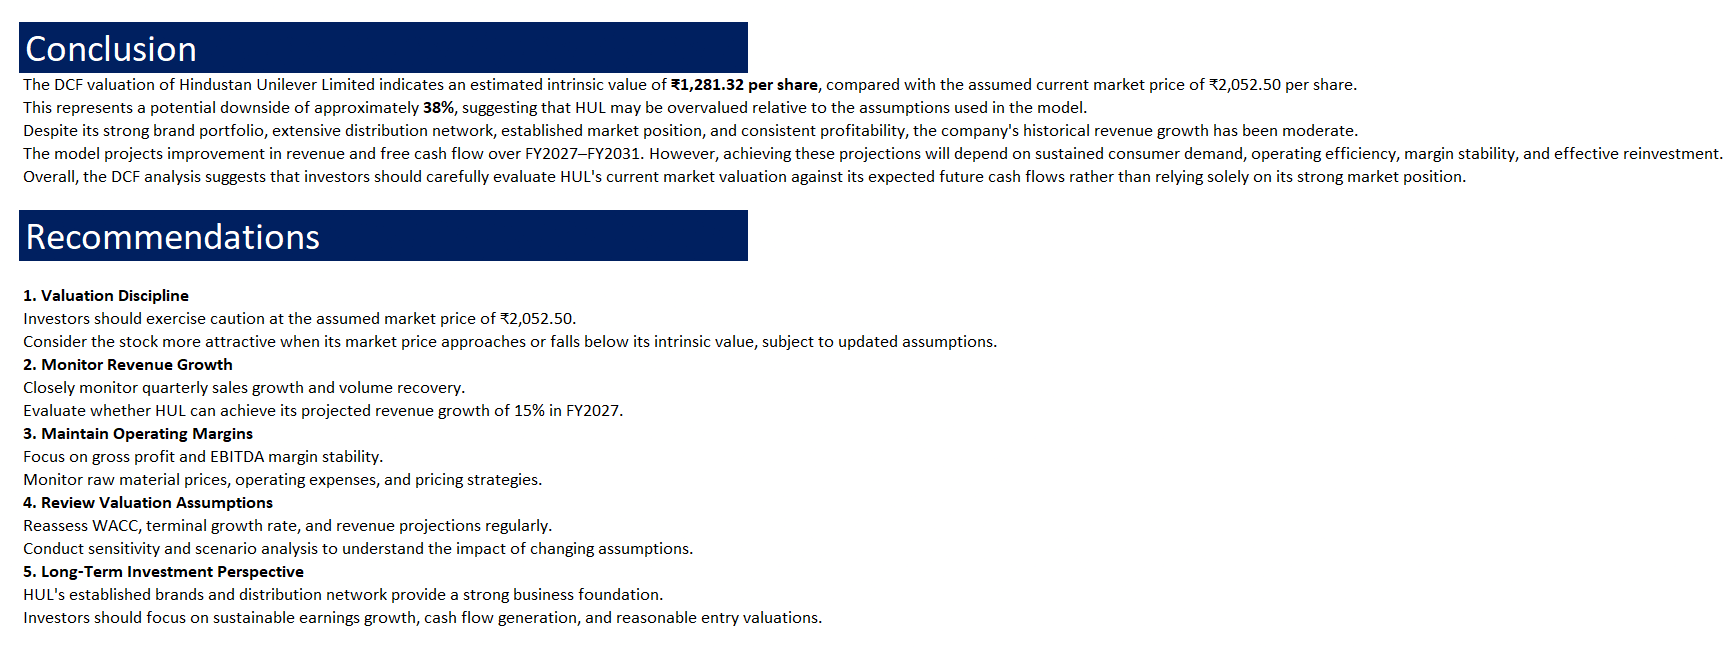 Conclusion
The DCF valuation of Hindustan Unilever Limited indicates an estimated intrinsic value of ₹1,281.32 per share, compared with the assumed current market price of ₹2,052.50 per share.
This represents a potential downside of approximately 38%, suggesting that HUL may be overvalued relative to the assumptions used in the model.
Despite its strong brand portfolio, extensive distribution network, established market position, and consistent profitability, the company's historical revenue growth has been moderate.
The model projects improvement in revenue and free cash flow over FY2027–FY2031. However, achieving these projections will depend on sustained consumer demand, operating efficiency, margin stability, and effective reinvestment.
Overall, the DCF analysis suggests that investors should carefully evaluate HUL's current market valuation against its expected future cash flows rather than relying solely on its strong market position.
Recommendations
1. Valuation Discipline
Investors should exercise caution at the assumed market price of ₹2,052.50.
Consider the stock more attractive when its market price approaches or falls below its intrinsic value, subject to updated assumptions.
2. Monitor Revenue Growth
Closely monitor quarterly sales growth and volume recovery.
Evaluate whether HUL can achieve its projected revenue growth of 15% in FY2027.
3. Maintain Operating Margins
Focus on gross profit and EBITDA margin stability.
Monitor raw material prices, operating expenses, and pricing strategies.
4. Review Valuation Assumptions
Reassess WACC, terminal growth rate, and revenue projections regularly.
Conduct sensitivity and scenario analysis to understand the impact of changing assumptions.
5. Long-Term Investment Perspective
HUL's established brands and distribution network provide a strong business foundation.
Investors should focus on sustainable earnings growth, cash flow generation, and reasonable entry valuations.